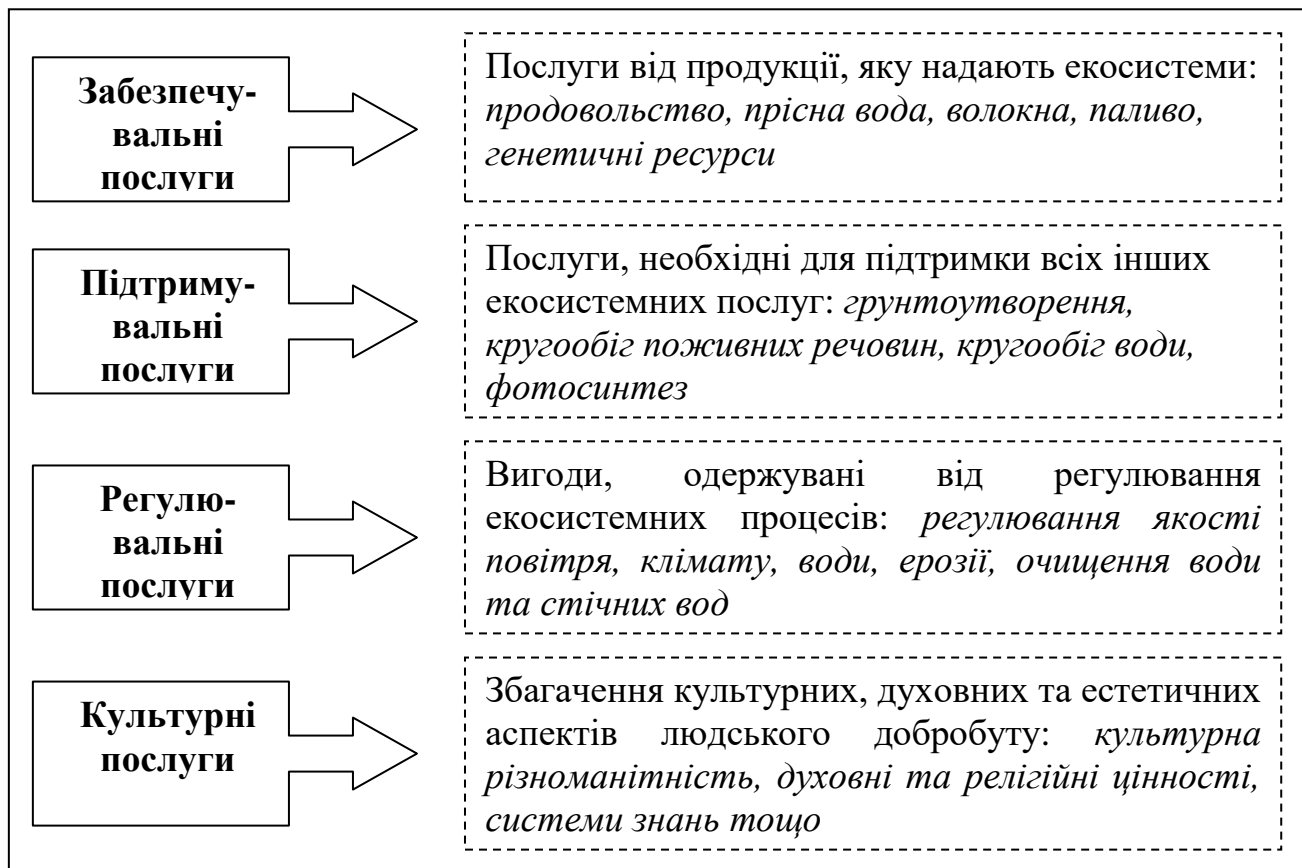 Забезпечу-
вальні
послуги
Послуги від продукції, яку надають екосистеми:
продовольство, прісна вода, волокна, паливо,
генетичні ресурси
Підтриму-
вальні
послуги
Послуги, необхідні для підтримки всіх інших
екосистемних послуг: грунтоутворення,
кругообіг поживних речовин, кругообіг води,
фотосинтез
Регулю-
вальні
послуги
Вигоди, одержувані від регулювання
екосистемних процесів: регулювання якості
повітря, клімату, води, ерозії, очищення води
та стічних вод
Культурні
послуги
Збагачення культурних, духовних та естетичних
аспектів людського добробуту: культурна
різноманітність, духовні та релігійні цінності,
системи знань тощо